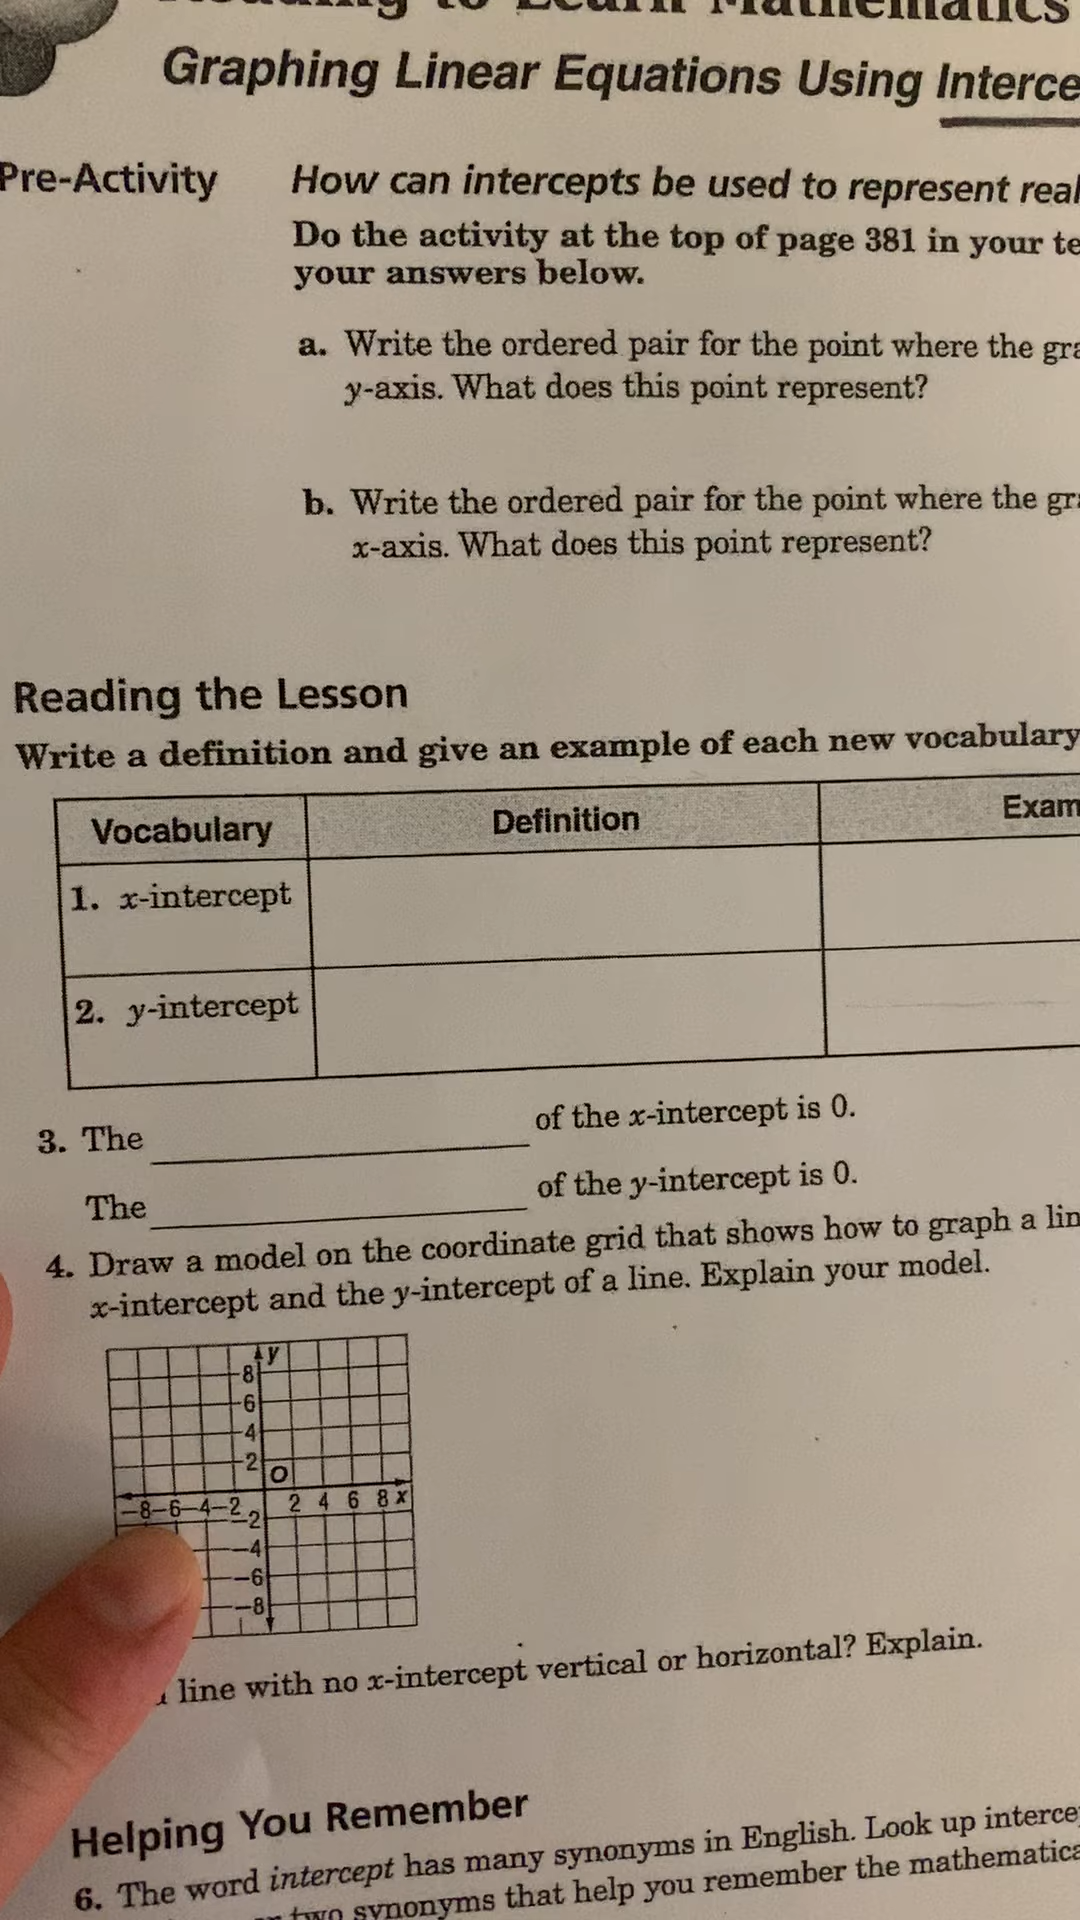 Graphing Linear Equations Using Interce
Pre-Activity
How can intercepts be used to represent real
Do the activity at the top of page 381 in your te
your answers below.
a. Write the ordered pair for the point where the gra
y-axis. What does this point represent?
b. Write the ordered pair for the point where the gra
x-axis. What does this point represent?
Reading the Lesson
Write a definition and give an example of each new vocabulary
Vocabulary Definition Exam
1. x-intercept
2. y-intercept
3. The ____ of the x-intercept is 0.
The ____ of the y-intercept is 0.
4. Draw a model on the coordinate grid that shows how to graph a lin
x-intercept and the y-intercept of a line. Explain your model.
y
8
6
4
2
O
-8 -6 -4 -2 2 4 6 8 x
-2
-4
-6
-8
line with no x-intercept vertical or horizontal? Explain.
Helping You Remember
6. The word intercept has many synonyms in English. Look up interce
two synonyms that help you remember the mathematica